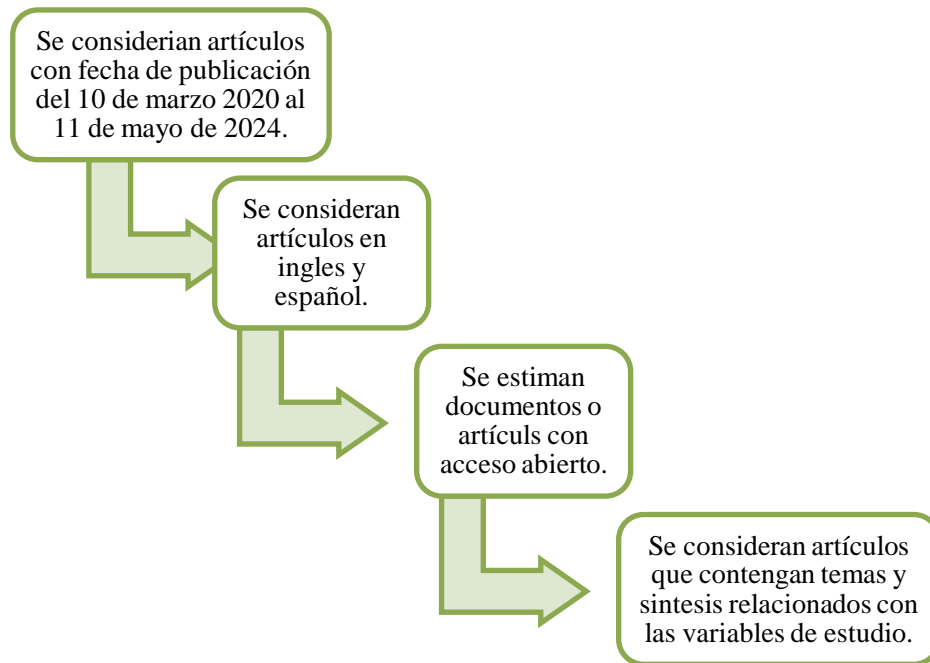 Se considerian artículos
con fecha de publicación
del 10 de marzo 2020 al
11 de mayo de 2024.
Se consideran
artículos en
ingles y
español.
Se estiman
documentos o
artículs con
acceso abierto.
Se consideran artículos
que contengan temas y
sintesis relacionados con
las variables de estudio.